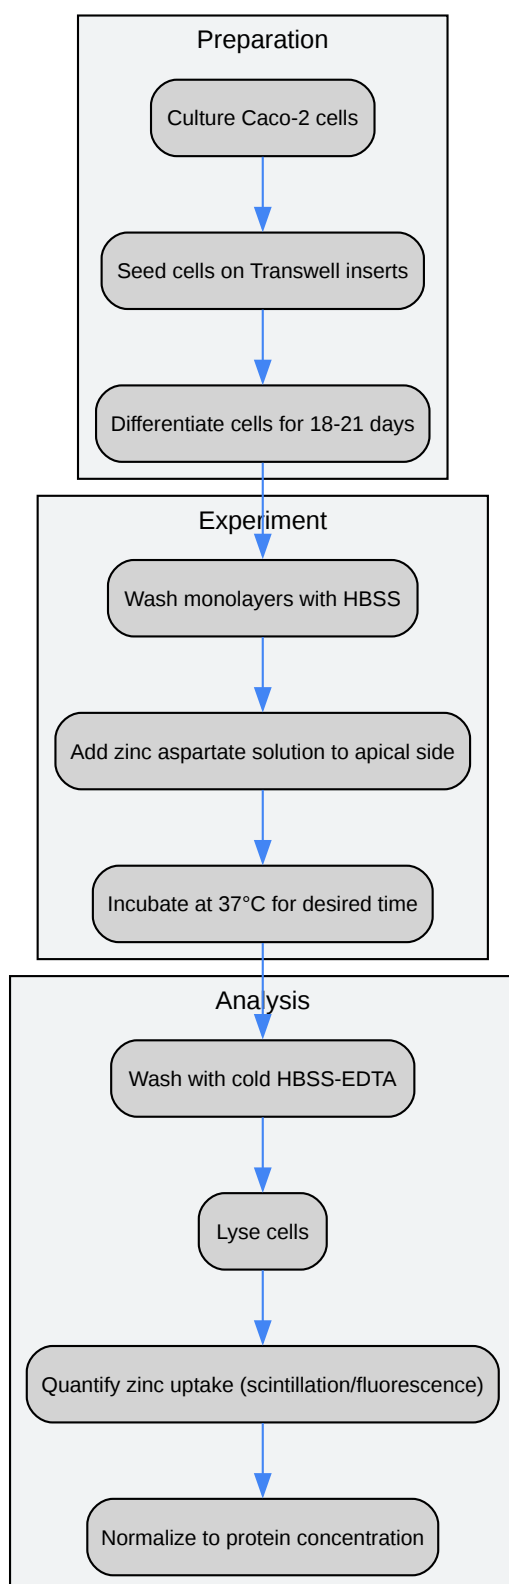 Preparation
Culture Caco-2 cells
Seed cells on Transwell inserts
Differentiate cells for 18-21 days
Experiment
Wash monolayers with HBSS
Add zinc aspartate solution to apical side
Incubate at 37°C for desired time
Analysis
Wash with cold HBSS-EDTA
Lyse cells
Quantify zinc uptake (scintillation/fluorescence)
Normalize to protein concentration